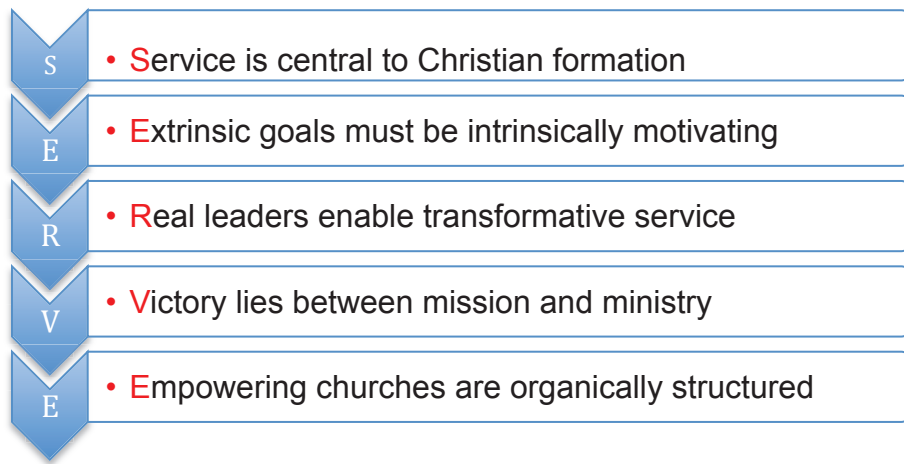 S
• Service is central to Christian formation
E
• Extrinsic goals must be intrinsically motivating
R
• Real leaders enable transformative service
V
• Victory lies between mission and ministry
E
• Empowering churches are organically structured